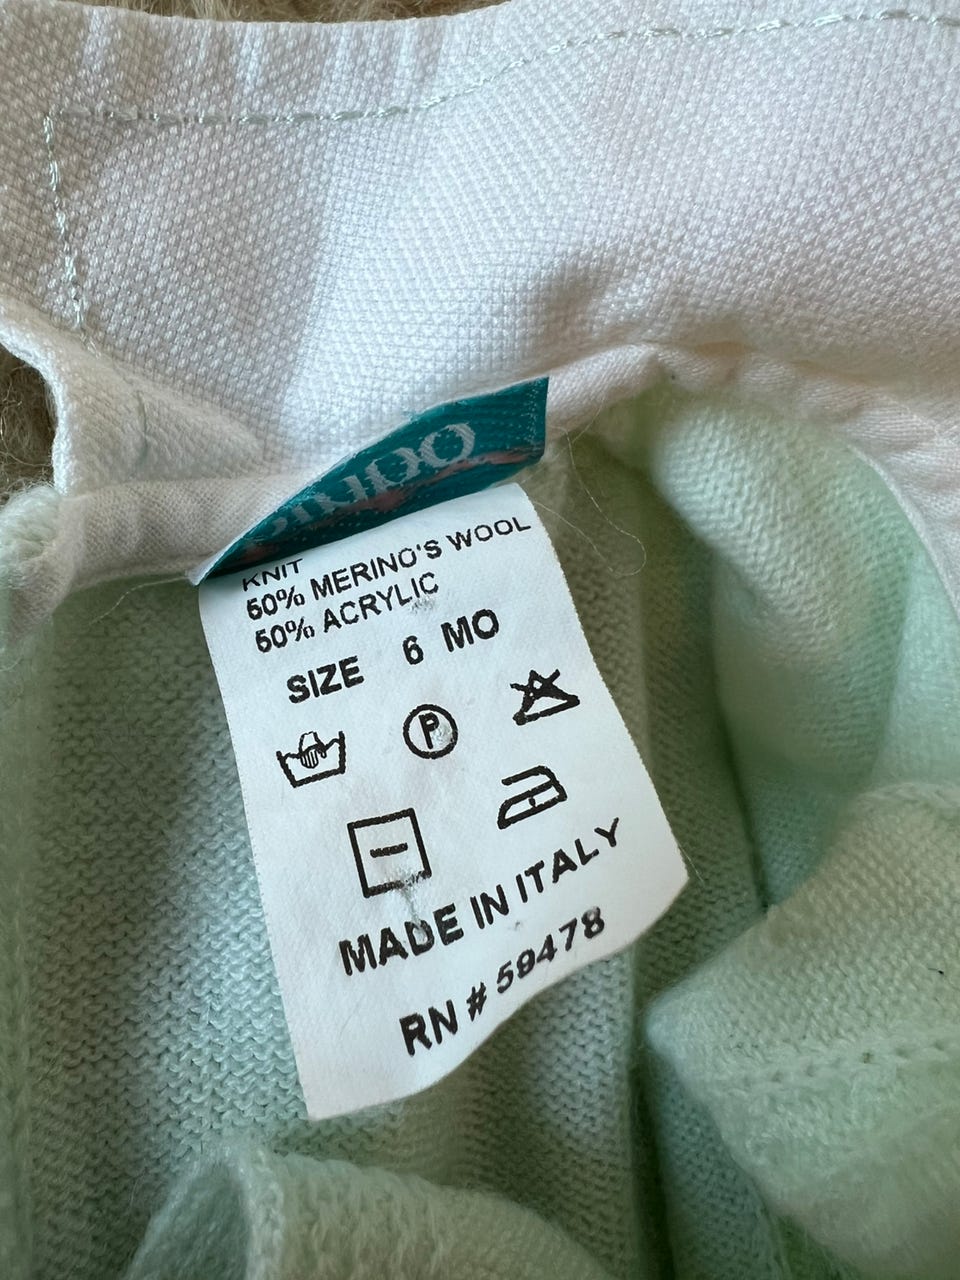 KNIT
50% MERINO'S WOOL
50% ACRYLIC
SIZE 6 MO
P
MADE IN ITALY
RN # 59478